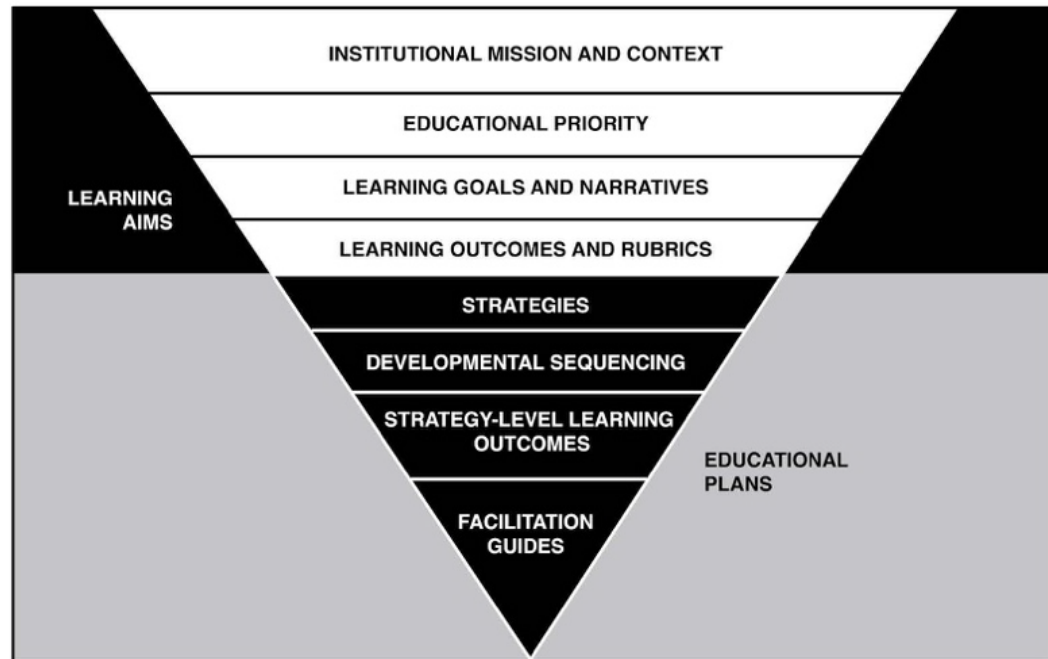 INSTITUTIONAL MISSION AND CONTEXT
EDUCATIONAL PRIORITY
LEARNING GOALS AND NARRATIVES
LEARNING
AIMS
LEARNING OUTCOMES AND RUBRICS
STRATEGIES
DEVELOPMENTAL SEQUENCING
STRATEGY-LEVEL LEARNING
OUTCOMES
EDUCATIONAL
PLANS
FACILITATION
GUIDES